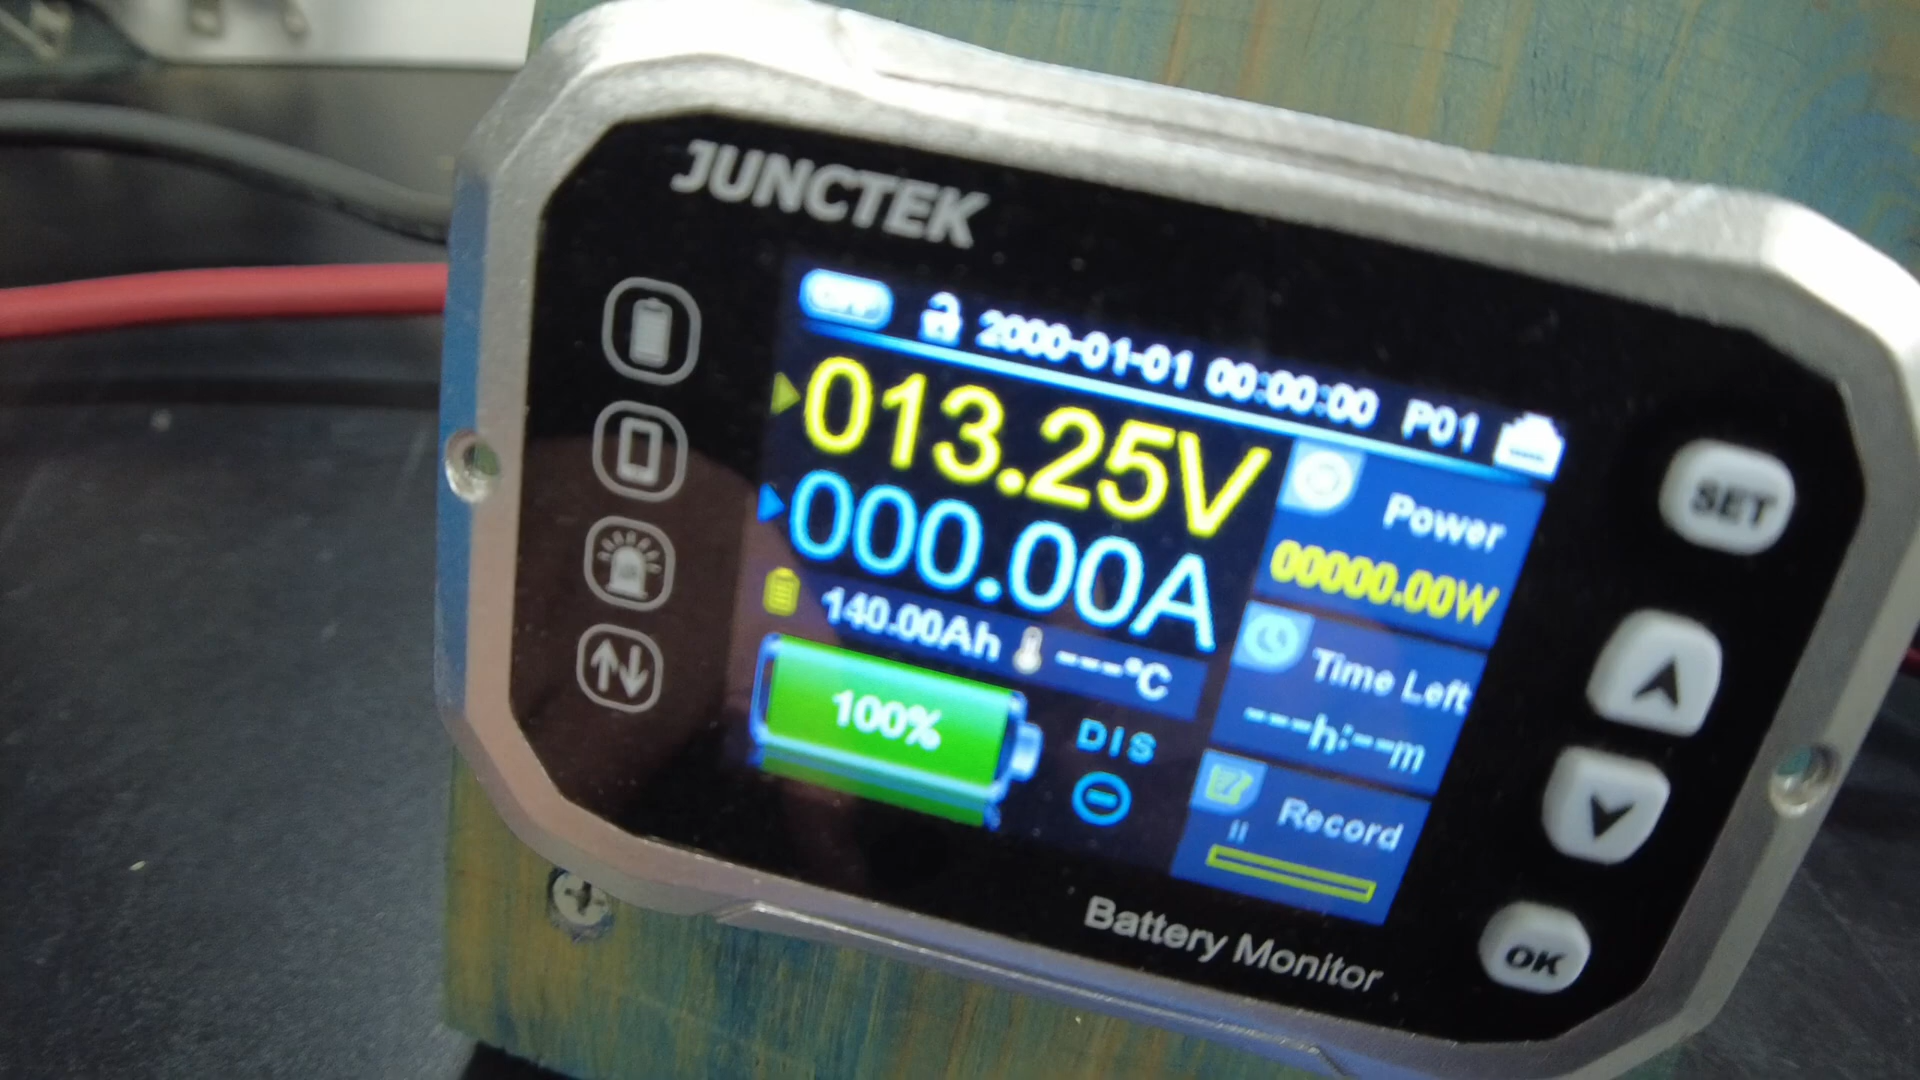 JUNCTEK
OFF 2000-01-01 00:00:00 P01
013.25V
000.00A
Power
00000.00W
140.00Ah ---°C
Time Left
---h:--m
100%
DIS
Record
Battery Monitor
SET
OK